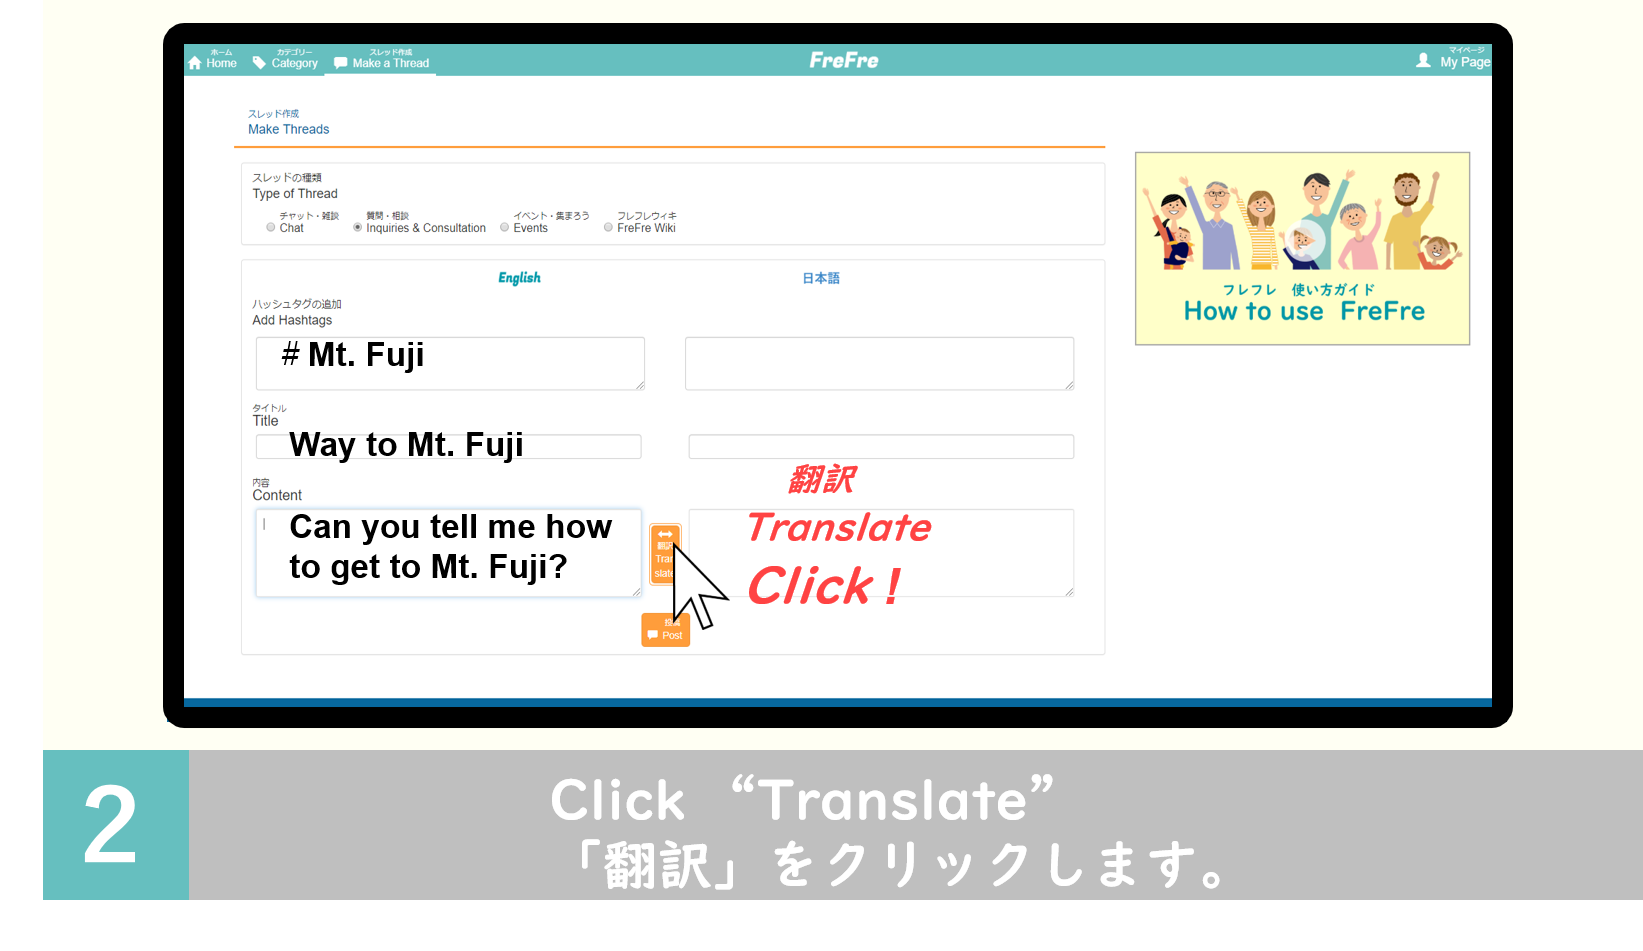 ホーム
Home
カテゴリー
Category
スレッド作成
Make a Thread
FreFre
マイページ
My Page
スレッド作成
Make Threads
スレッドの種類
Type of Thread
チャット・雑談
Chat
質問・相談
Inquiries & Consultation
イベント・集まろう
Events
フレフレウィキ
FreFre Wiki
English
日本語
ハッシュタグの追加
Add Hashtags
# Mt. Fuji
タイトル
Title
Way to Mt. Fuji
内容
Content
Can you tell me how
to get to Mt. Fuji?
翻訳
Tran
slate
翻訳
Translate
Click！
Post
フレフレ 使い方ガイド
How to use FreFre
2
Click “Translate”
「翻訳」をクリックします。